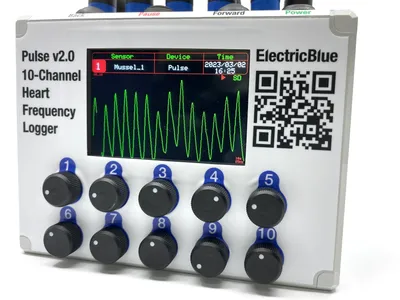 Back Pause Forward Power
Pulse v2.0
10-Channel
Heart
Frequency
Logger
Sensor Device Time
1 Mussel_1 Pulse 2023/03/02
16:25
SD
ElectricBlue
1 2 3 4 5
6 7 8 9 10